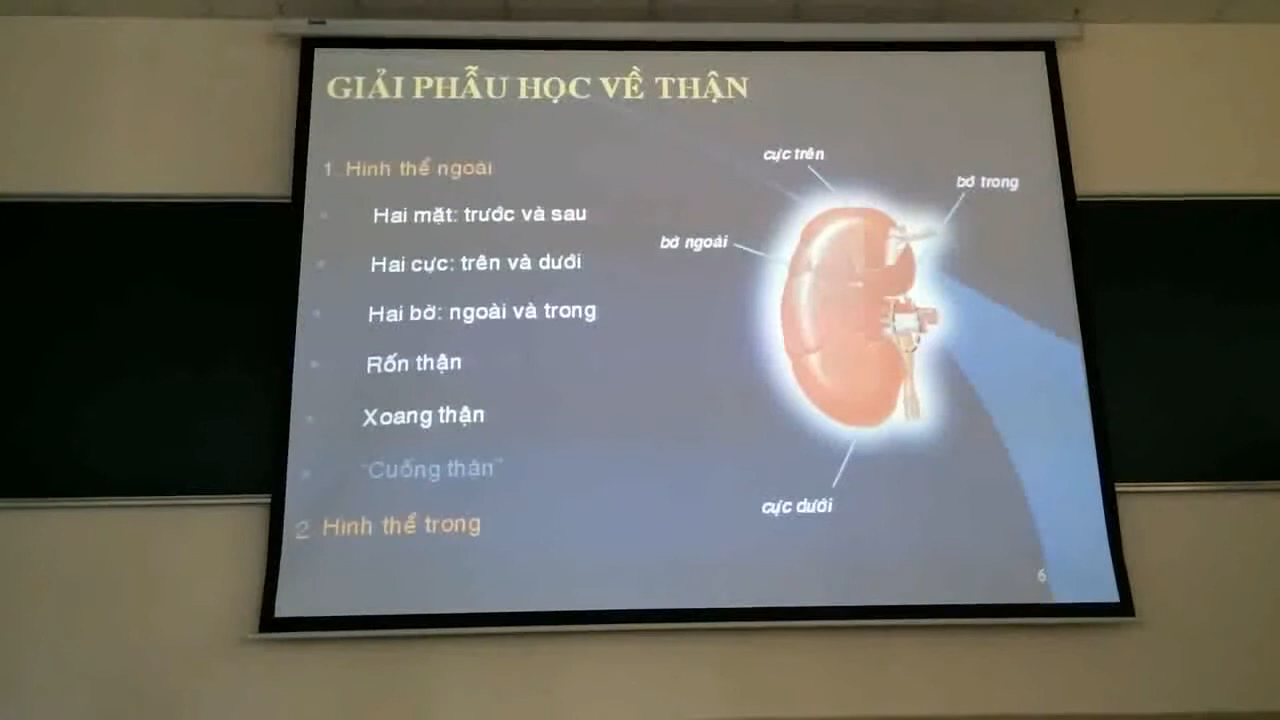 GIẢI PHẪU HỌC VỀ THẬN
1. Hình thể ngoài
Hai mặt: trước và sau
Hai cực: trên và dưới
Hai bờ: ngoài và trong
Rốn thận
Xoang thận
"Cuống thận"
2. Hình thể trong
cực trên
bờ trong
bờ ngoài
cực dưới
6